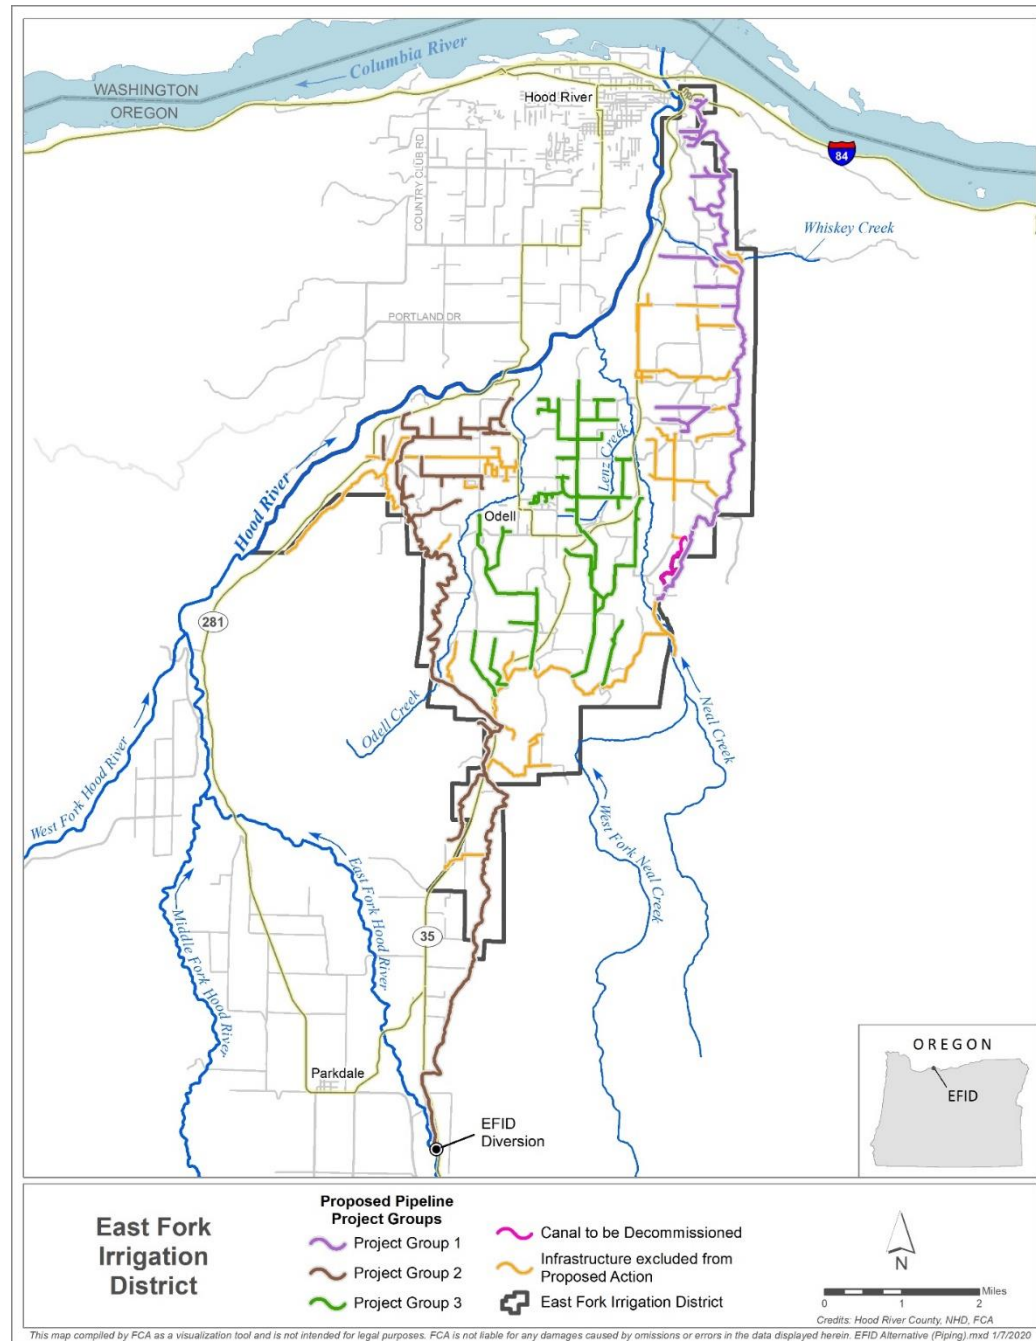 Columbia River
WASHINGTON
OREGON
Hood River
84
COUNTRY CLUB RD
Whiskey Creek
PORTLAND DR
Lenz Creek
Hood River
Odell
281
Odell Creek
Neal Creek
West Fork Hood River
West Fork Neal Creek
East Fork Hood River
Middle Fork Hood River
35
Parkdale
EFID
Diversion
OREGON
EFID
East Fork
Irrigation
District
Proposed Pipeline
Project Groups
Project Group 1
Project Group 2
Project Group 3
Canal to be Decommissioned
Infrastructure excluded from
Proposed Action
East Fork Irrigation District
N
Miles
0 1 2
Credits: Hood River County, NHD, FCA
This map compiled by FCA as a visualization tool and is not intended for legal purposes. FCA is not liable for any damages caused by omissions or errors in the data displayed herein. EFID Alternative (Piping).mxd 1/7/2020